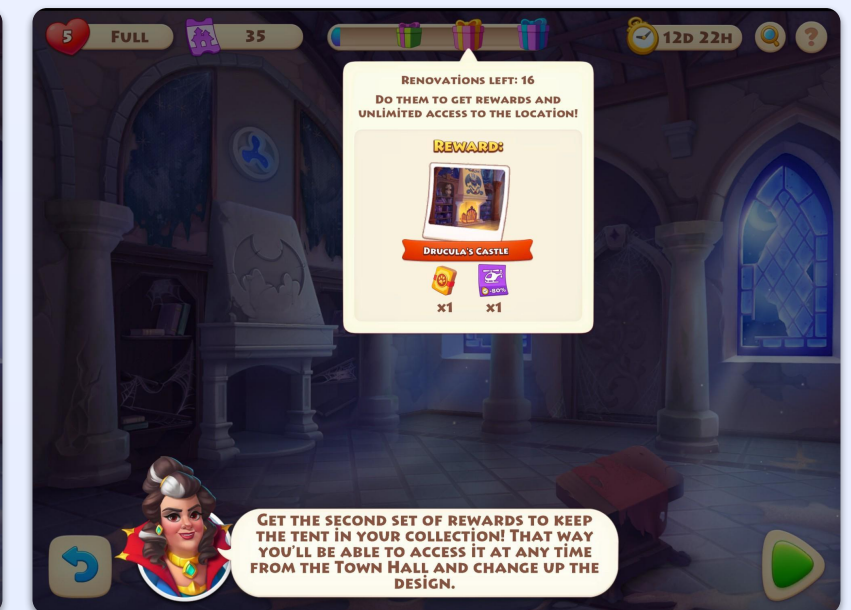 5 FULL
35
12D 22H
?
RENOVATIONS LEFT: 16
DO THEM TO GET REWARDS AND
UNLIMITED ACCESS TO THE LOCATION!
REWARD:
DRUCULA'S CASTLE
-50%
x1 x1
GET THE SECOND SET OF REWARDS TO KEEP
THE TENT IN YOUR COLLECTION! THAT WAY
YOU'LL BE ABLE TO ACCESS IT AT ANY TIME
FROM THE TOWN HALL AND CHANGE UP THE
DESIGN.